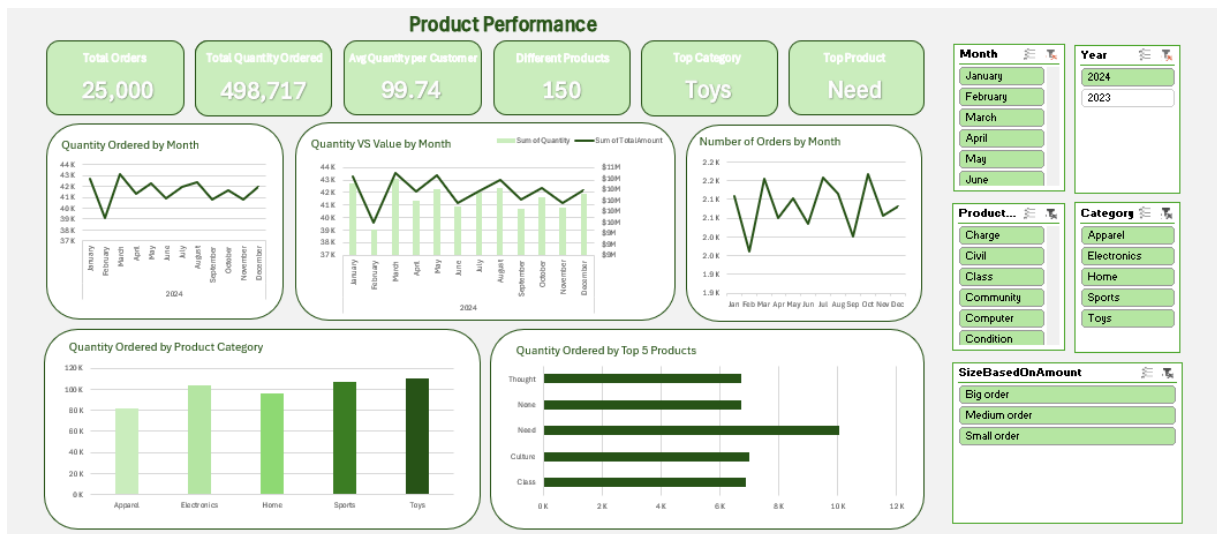 Product Performance
Total Orders
25,000
Total Quantity Ordered
498,717
Avg Quantity per Customer
99.74
Different Products
150
Top Category
Toys
Top Product
Need
Quantity Ordered by Month
44 K
43 K
42 K
41 K
40 K
39 K
38 K
37 K
January
February
March
April
May
June
July
August
September
October
November
December
2024
Quantity VS Value by Month
Sum of Quantity
Sum of TotalAmount
44 K
43 K
42 K
41 K
40 K
39 K
38 K
37 K
$11M
$10M
$10M
$10M
$10M
$10M
$9M
$9M
$9M
January
February
March
April
May
June
July
August
September
October
November
December
2024
Number of Orders by Month
2.2 K
2.2 K
2.1 K
2.1 K
2.0 K
2.0 K
1.9 K
1.9 K
Jan Feb Mar Apr May Jun Jul Aug Sep Oct Nov Dec
Quantity Ordered by Product Category
120 K
100 K
80 K
60 K
40 K
20 K
0 K
Apparel
Electronics
Home
Sports
Toys
Quantity Ordered by Top 5 Products
Thought
None
Need
Culture
Class
0 K
2 K
4 K
6 K
8 K
10 K
12 K
Month
January
February
March
April
May
June
Year
2024
2023
Product...
Charge
Civil
Class
Community
Computer
Condition
Category
Apparel
Electronics
Home
Sports
Toys
SizeBasedOnAmount
Big order
Medium order
Small order